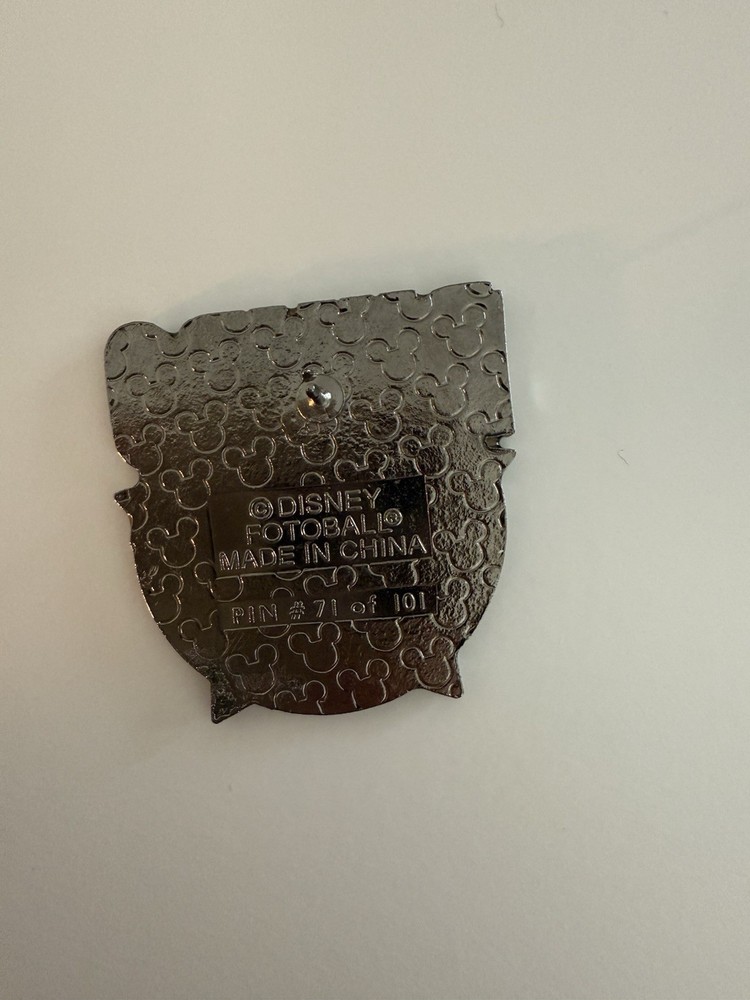 © DISNEY
FOTOBALL®
MADE IN CHINA
PIN # 71 of 101